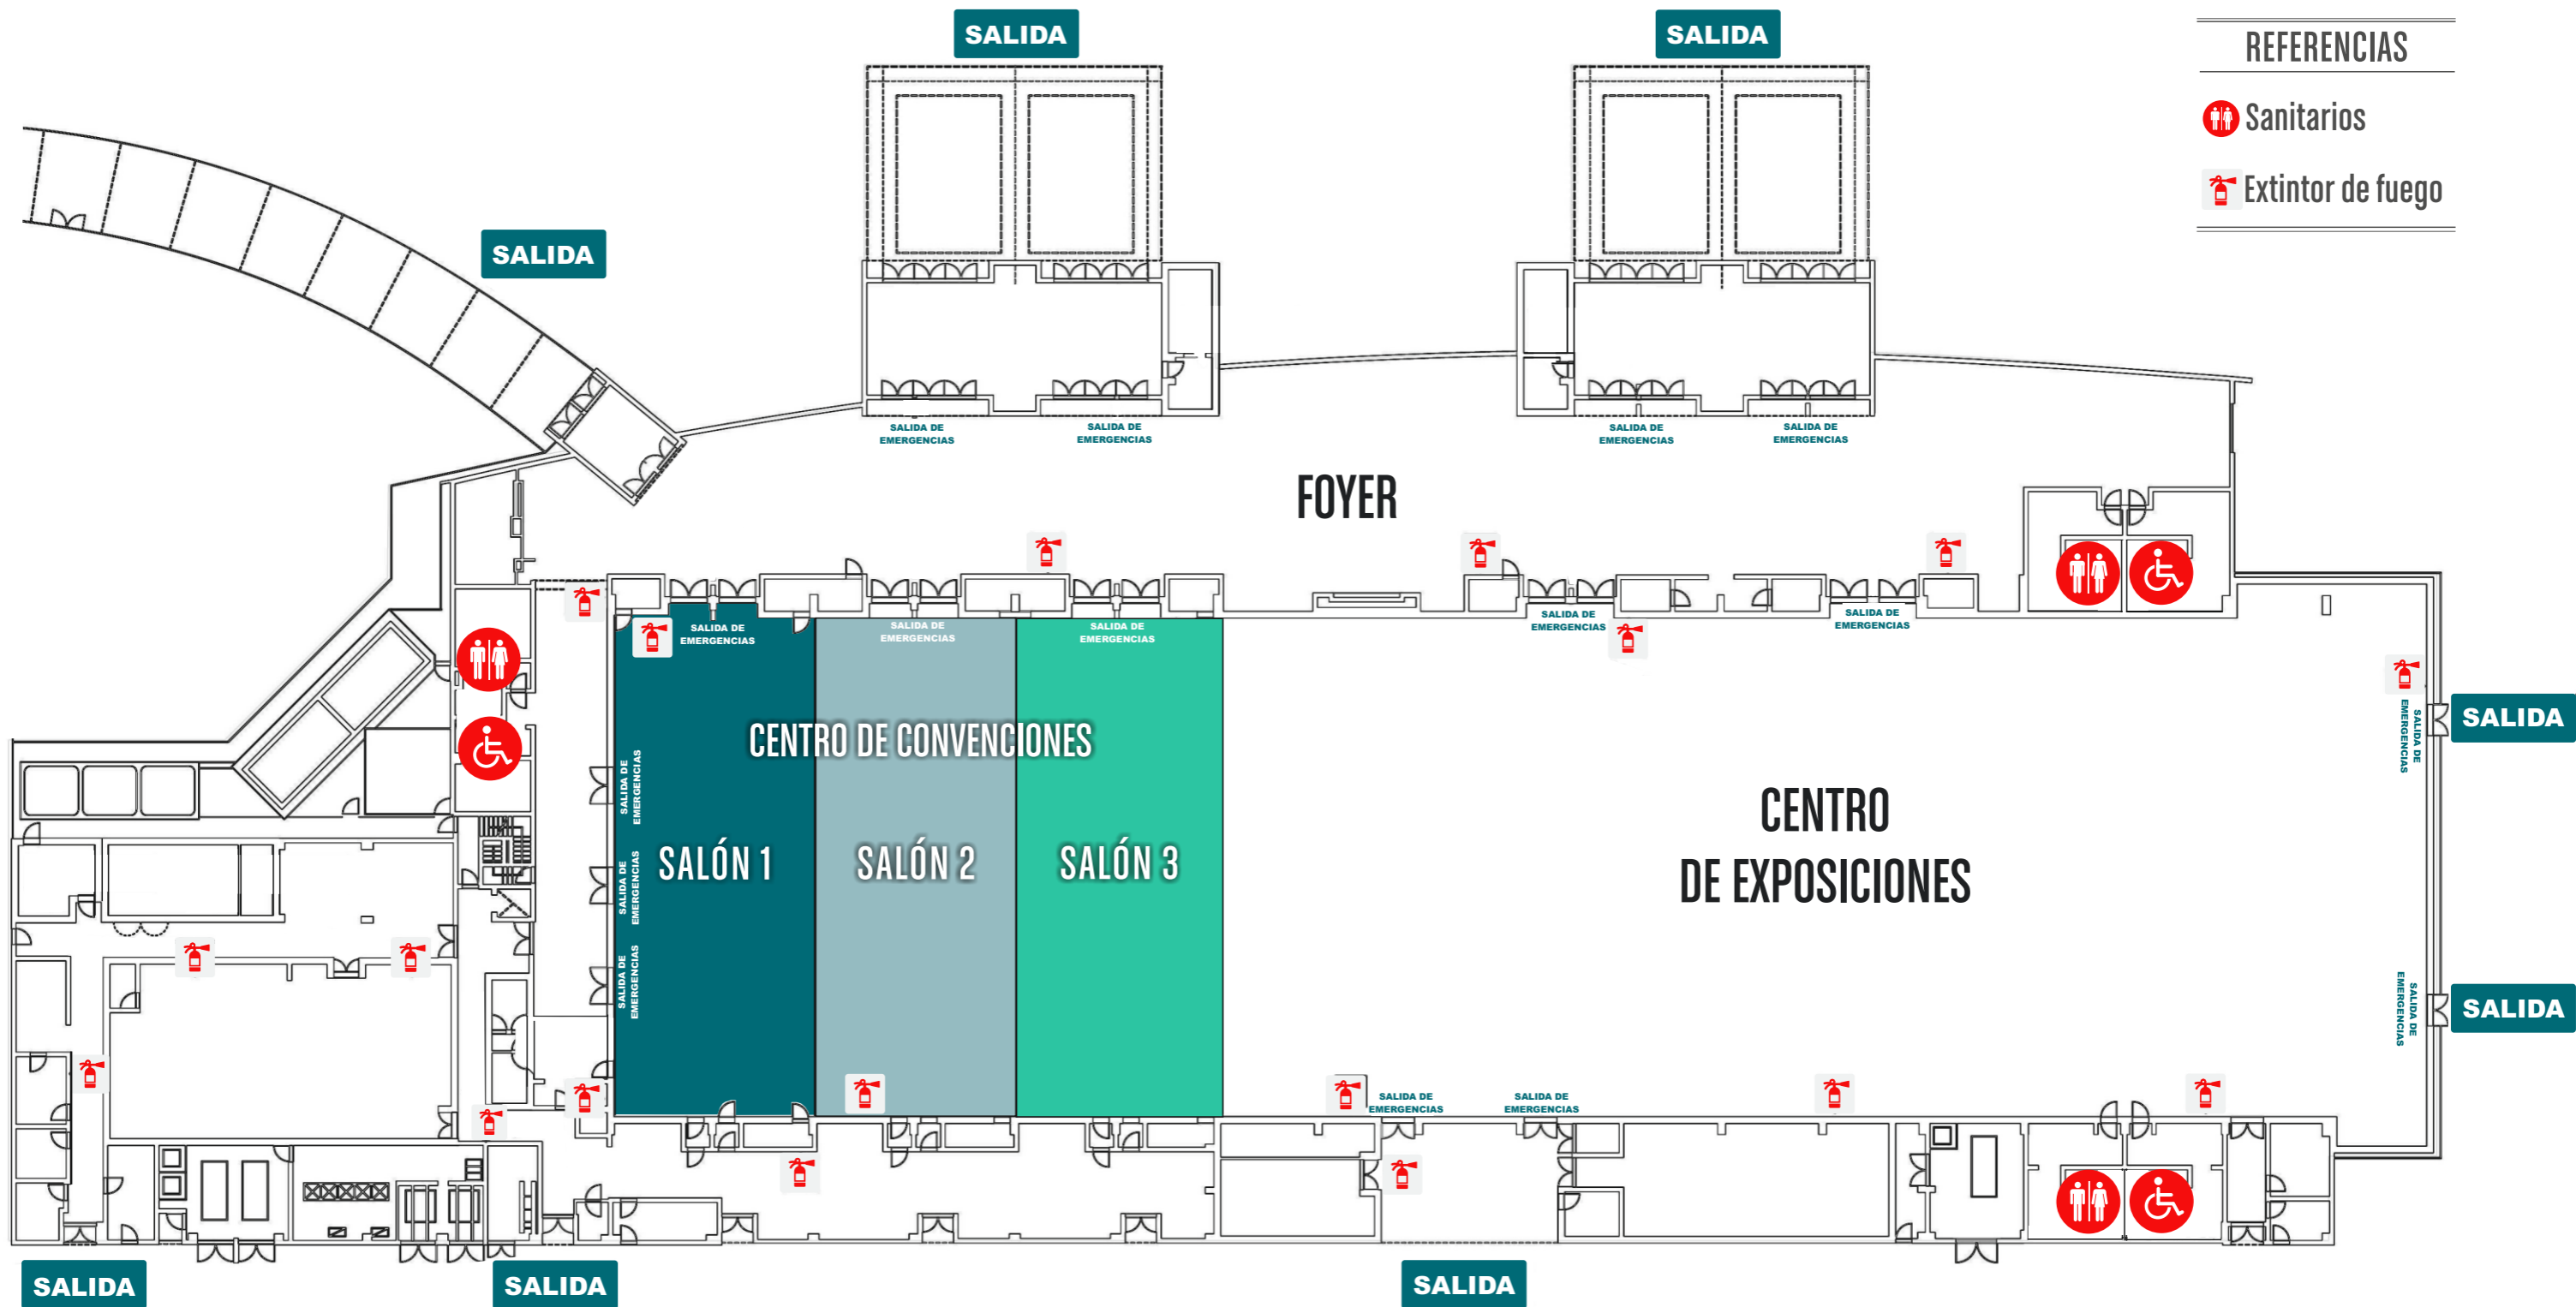 SALIDA
SALIDA
REFERENCIAS
Sanitarios
Extintor de fuego
SALIDA
SALIDA DE
EMERGENCIAS
SALIDA DE
EMERGENCIAS
SALIDA DE
EMERGENCIAS
SALIDA DE
EMERGENCIAS
FOYER
SALIDA DE
EMERGENCIAS
SALIDA DE
EMERGENCIAS
SALIDA DE
EMERGENCIAS
SALIDA DE
EMERGENCIAS
SALIDA DE
EMERGENCIAS
CENTRO DE CONVENCIONES
SALIDA DE
EMERGENCIAS
SALIDA DE
EMERGENCIAS
SALIDA DE
EMERGENCIAS
SALÓN 1
SALÓN 2
SALÓN 3
CENTRO
DE EXPOSICIONES
SALIDA DE
EMERGENCIAS
SALIDA
SALIDA DE
EMERGENCIAS
SALIDA
SALIDA DE
EMERGENCIAS
SALIDA DE
EMERGENCIAS
SALIDA
SALIDA
SALIDA